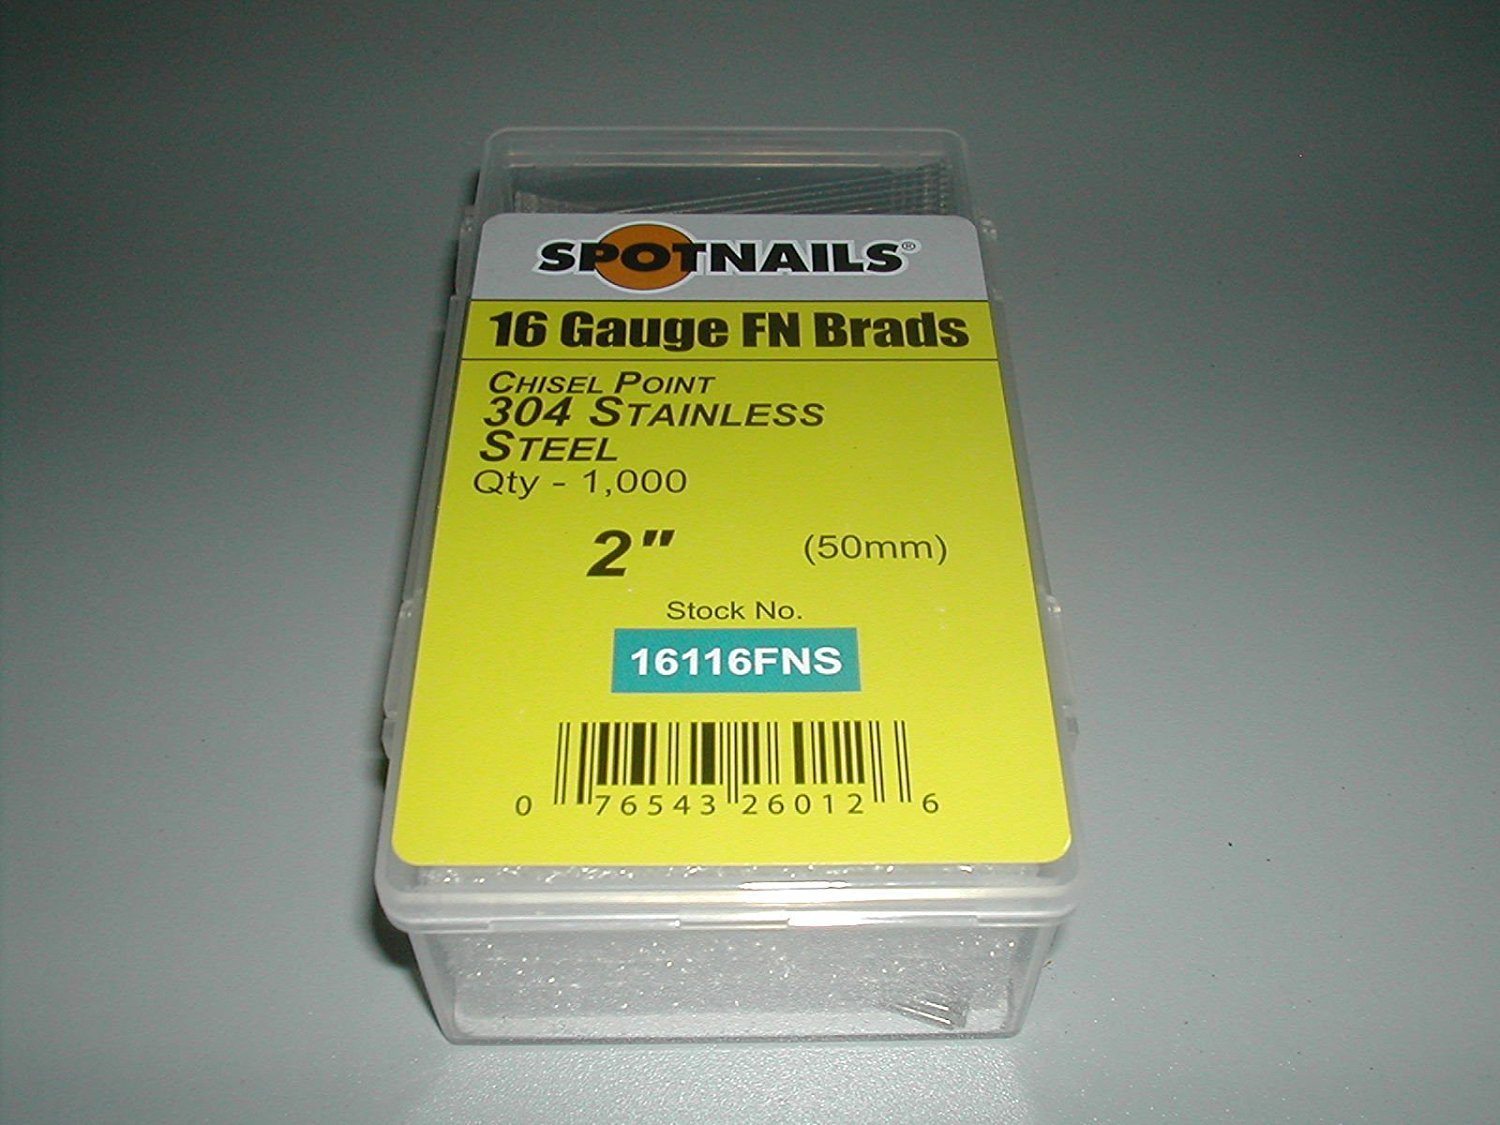 SPOTNAILS®
16 Gauge FN Brads
CHISEL POINT
304 STAINLESS
STEEL
Qty - 1,000
2" (50mm)
Stock No.
16116FNS
0 76543 26012 6